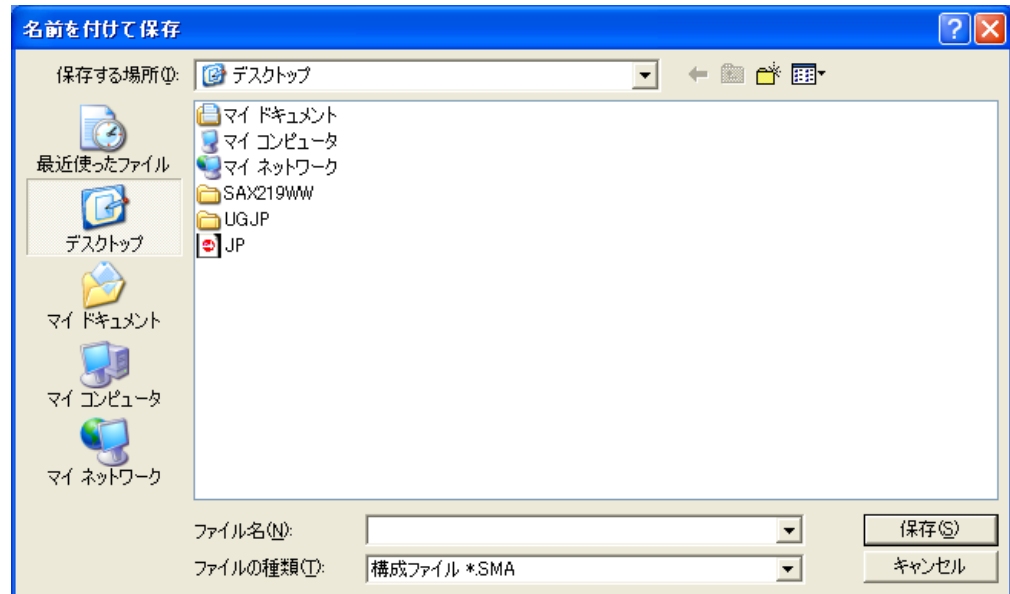 名前を付けて保存
保存する場所(I):
デスクトップ
最近使ったファイル
デスクトップ
マイ ドキュメント
マイ コンピュータ
マイ ネットワーク
マイ ドキュメント
マイ コンピュータ
マイ ネットワーク
SAX219WW
UGJP
JP
ファイル名(N):
保存(S)
ファイルの種類(T):
構成ファイル *.SMA
キャンセル